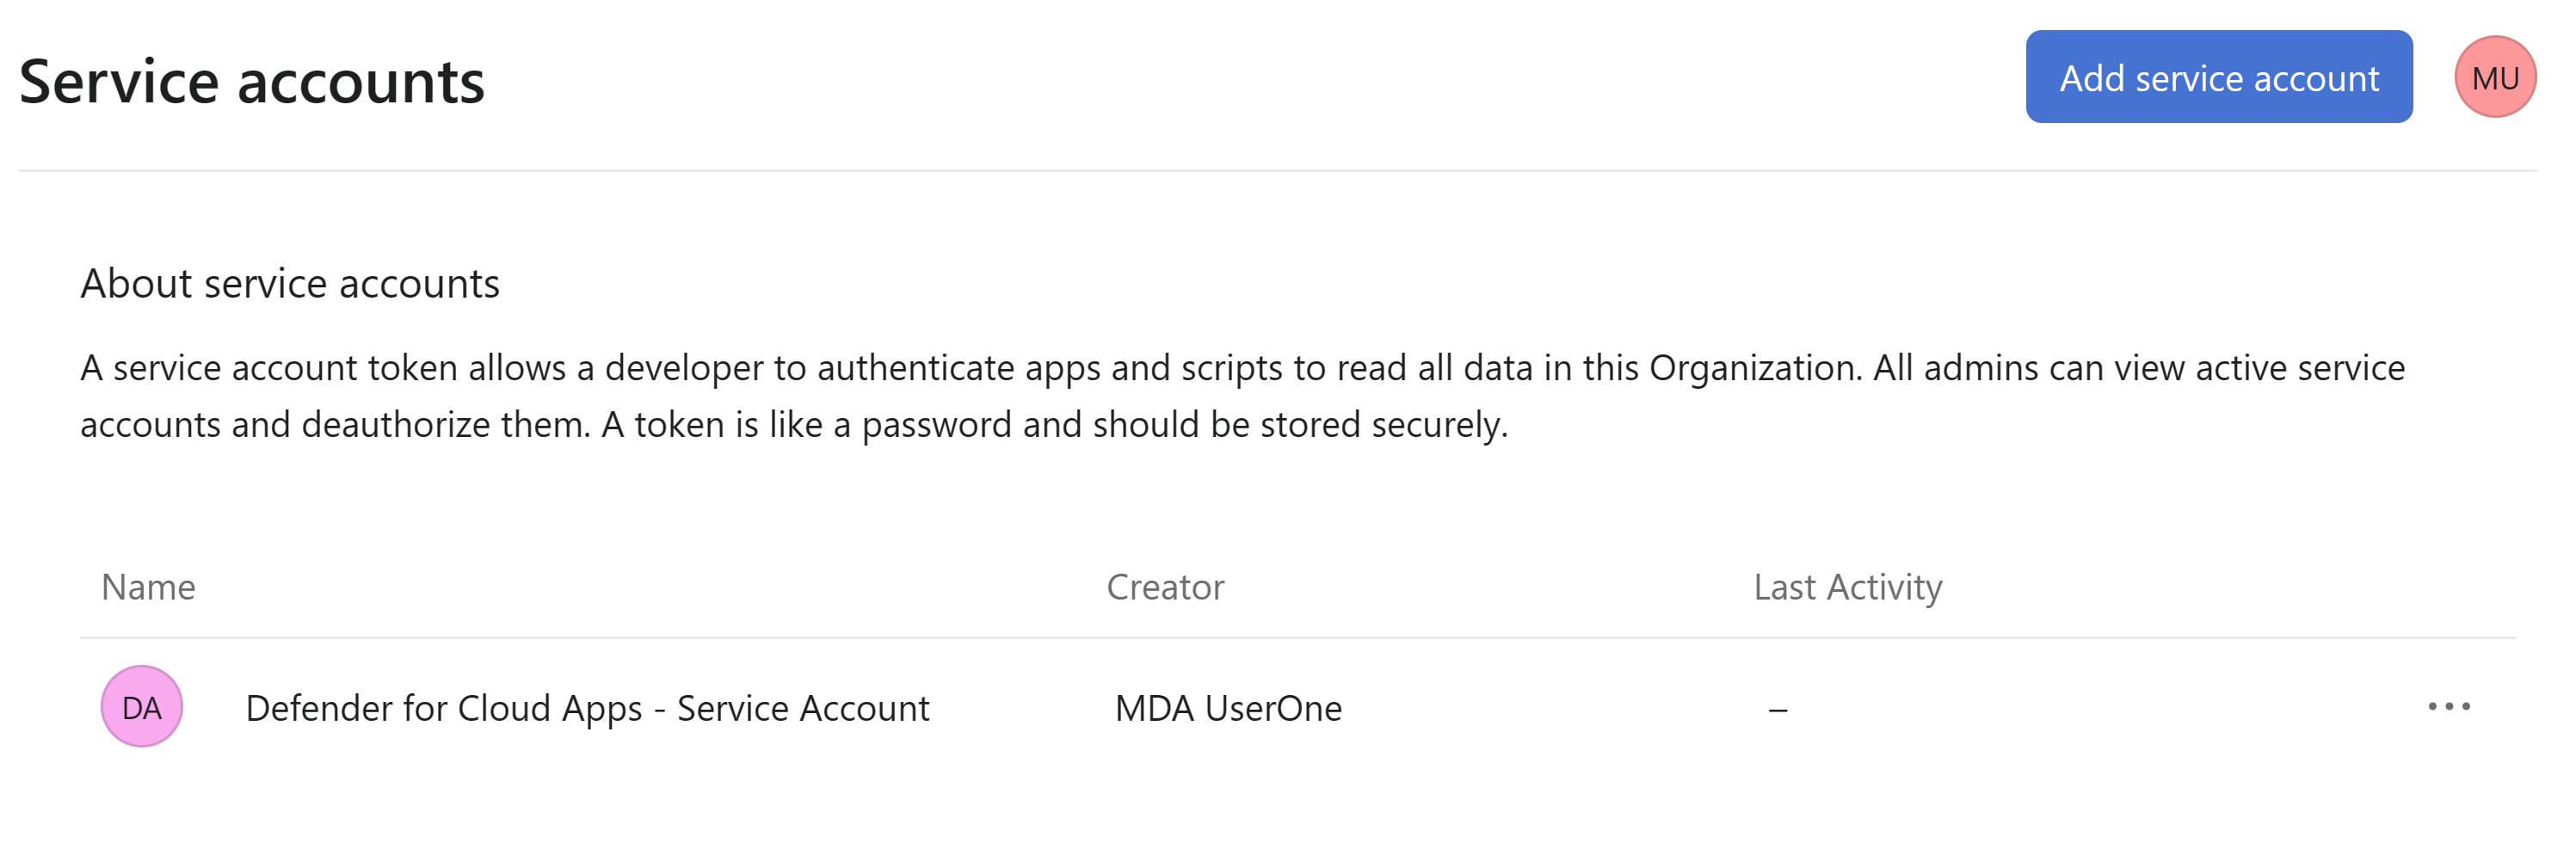 Service accounts
Add service account
MU
About service accounts
A service account token allows a developer to authenticate apps and scripts to read all data in this Organization. All admins can view active service
accounts and deauthorize them. A token is like a password and should be stored securely.
Name Creator Last Activity
DA Defender for Cloud Apps - Service Account MDA UserOne –